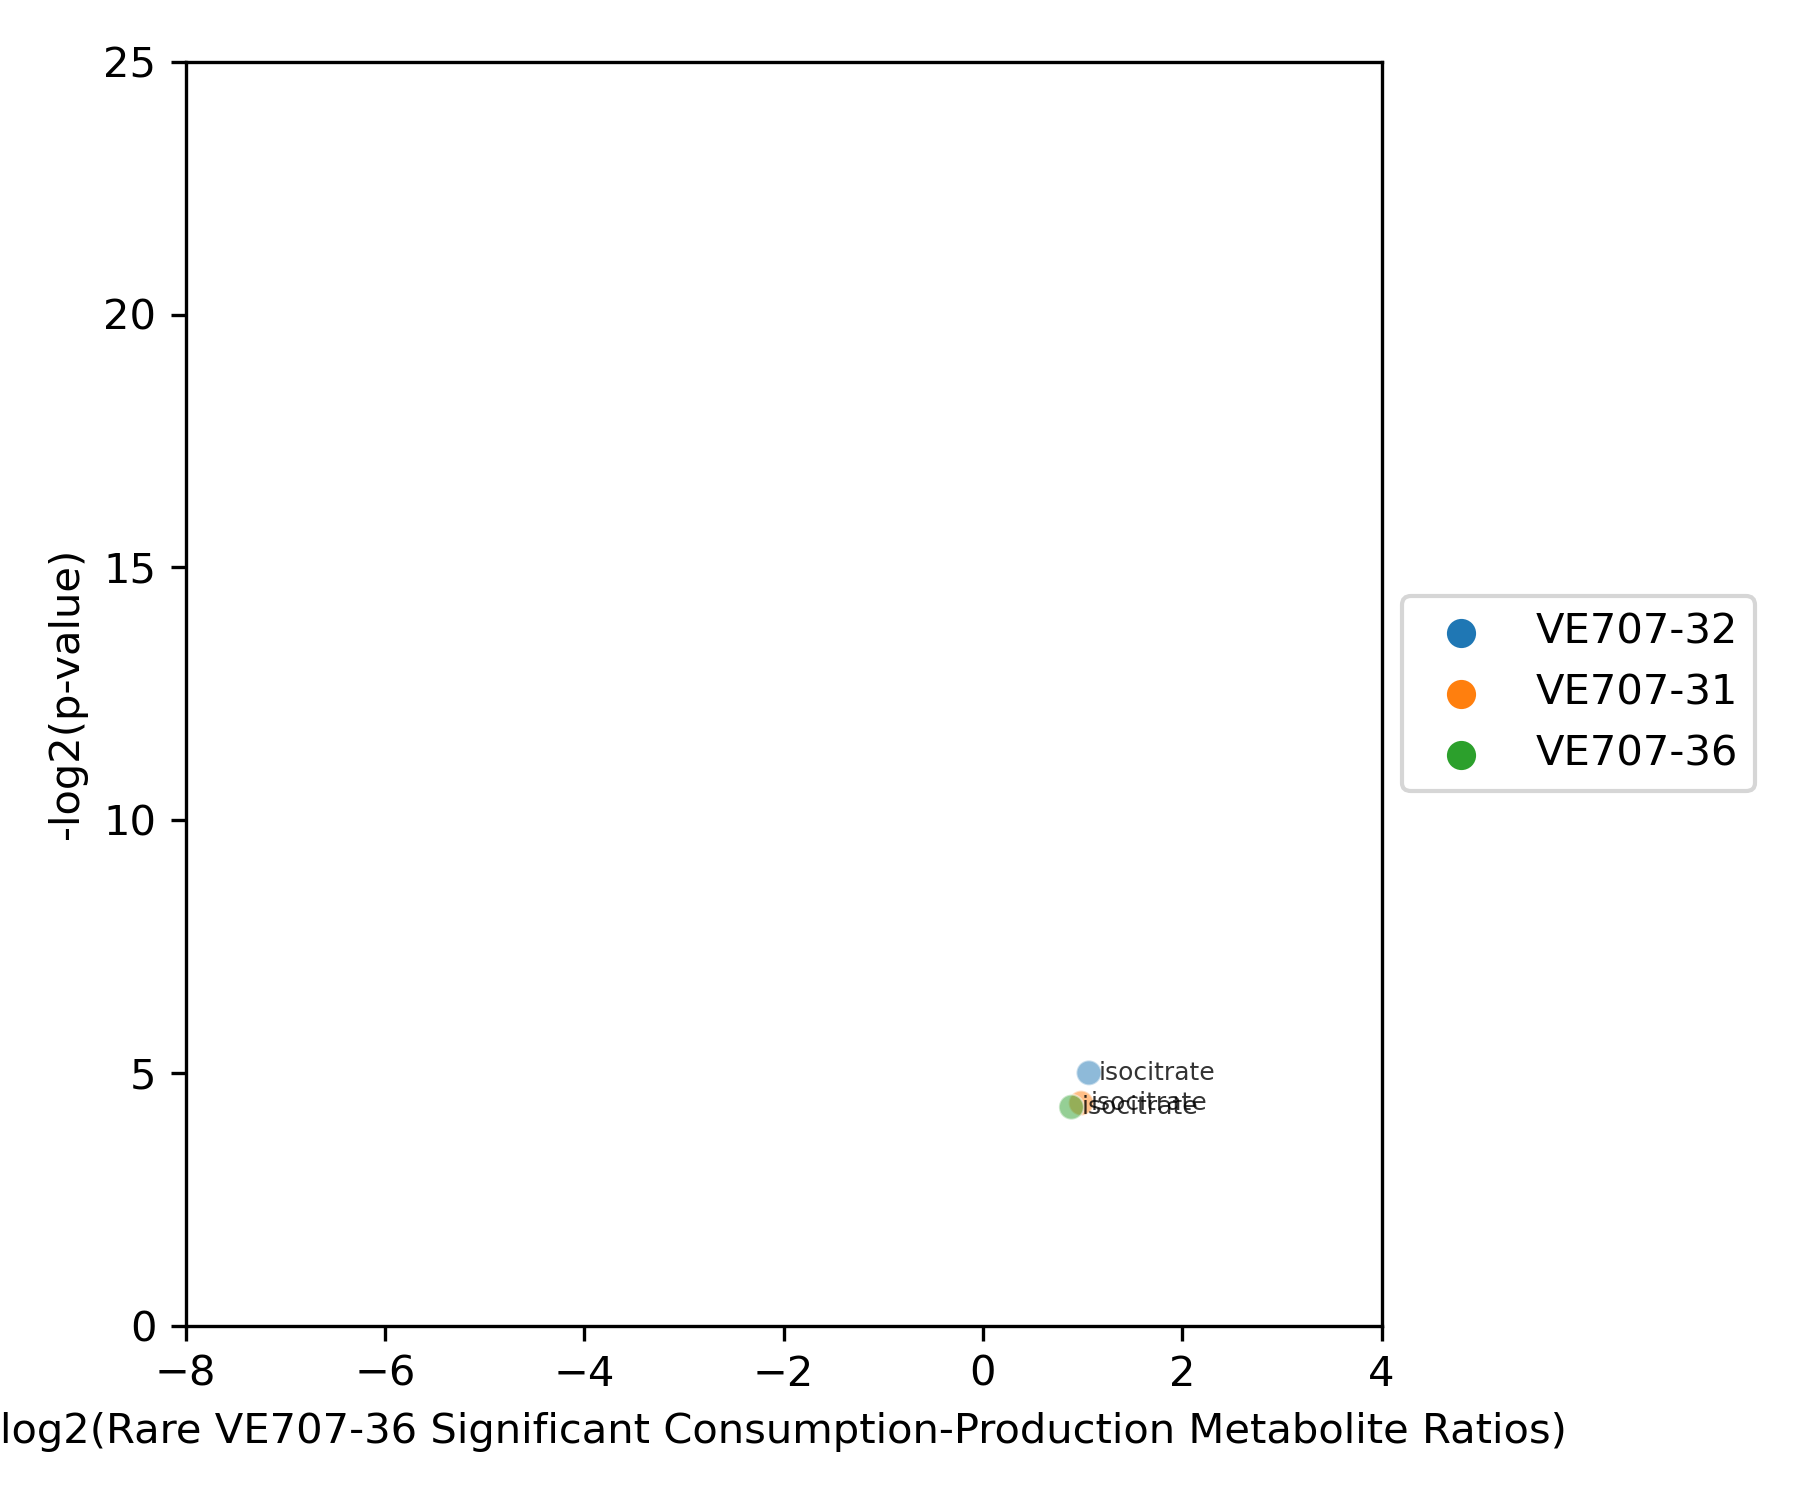 25
20
15
10
5
0
-log2(p-value)
isocitrate
isocitrate
isocitrate
−8 −6 −4 −2 0 2 4
log2(Rare VE707-36 Significant Consumption-Production Metabolite Ratios)
VE707-32
VE707-31
VE707-36